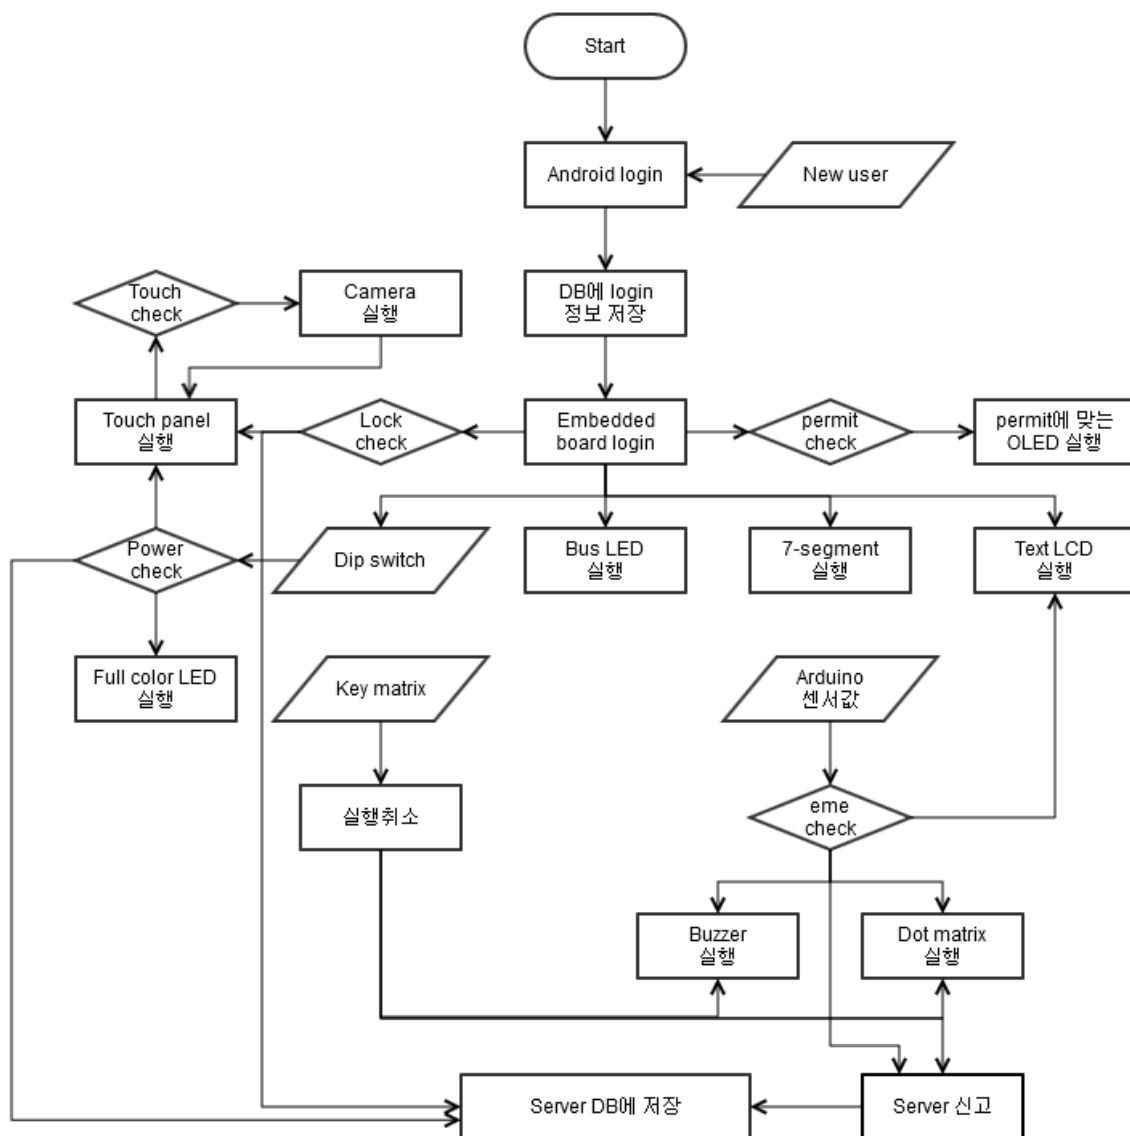 Start
Android login
New user
Touch
check
Camera
실행
DB에 login
정보 저장
Touch panel
실행
Lock
check
Embedded
board login
permit
check
permit에 맞는
OLED 실행
Power
check
Dip switch
Bus LED
실행
7-segment
실행
Text LCD
실행
Full color LED
실행
Key matrix
Arduino
센서값
실행취소
eme
check
Buzzer
실행
Dot matrix
실행
Server DB에 저장
Server 신고